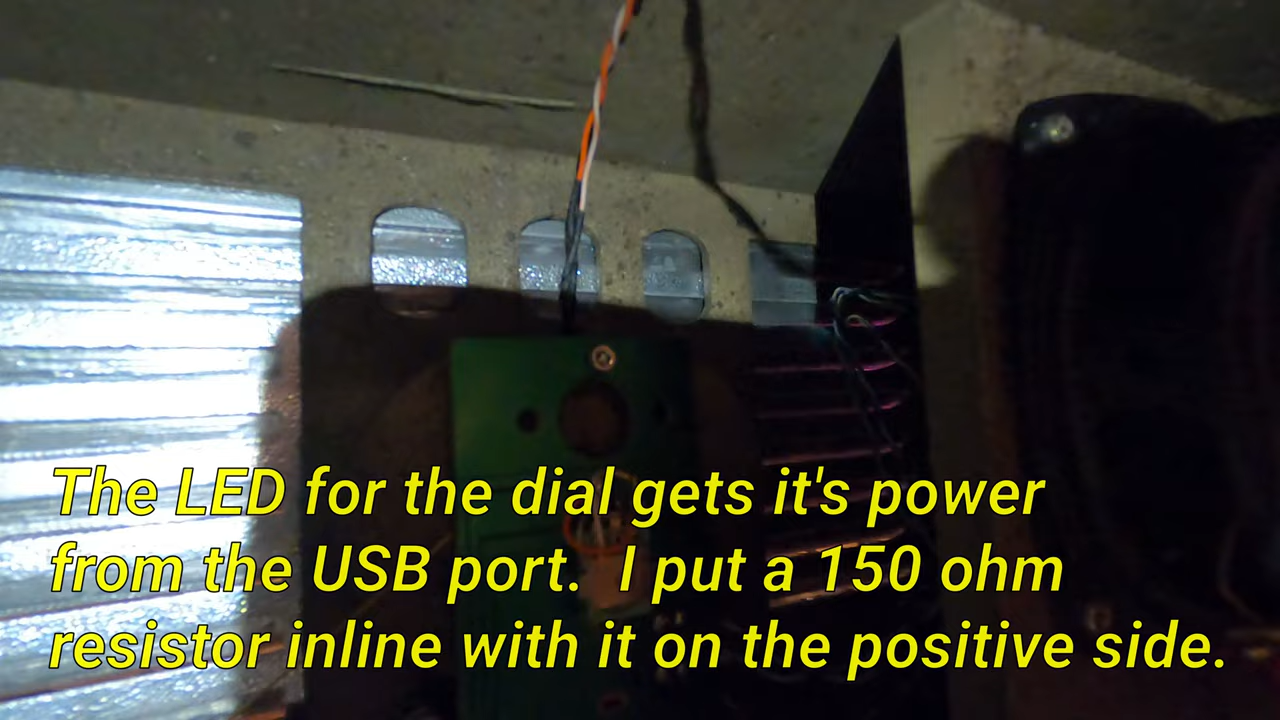 The LED for the dial gets it's power
from the USB port.  I put a 150 ohm
resistor inline with it on the positive side.